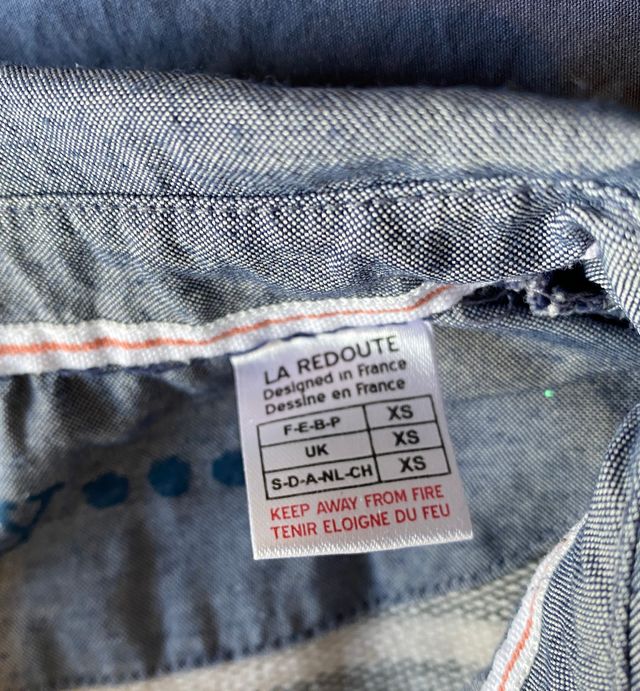 LA REDOUTE
Designed in France
Dessine en France
F-E-B-P XS
UK XS
S-D-A-NL-CH XS
KEEP AWAY FROM FIRE
TENIR ELOIGNE DU FEU